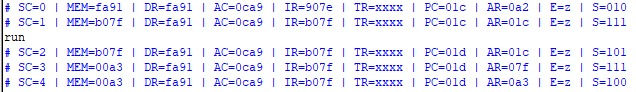 # SC=0 | MEM=fa91 | DR=fa91 | AC=0ca9 | IR=907e | TR=xxxx | PC=01c | AR=0a2 | E=z | S=010
# SC=1 | MEM=b07f | DR=fa91 | AC=0ca9 | IR=b07f | TR=xxxx | PC=01c | AR=01c | E=z | S=111
run
# SC=2 | MEM=b07f | DR=fa91 | AC=0ca9 | IR=b07f | TR=xxxx | PC=01d | AR=01c | E=z | S=101
# SC=3 | MEM=00a3 | DR=fa91 | AC=0ca9 | IR=b07f | TR=xxxx | PC=01d | AR=07f | E=z | S=111
# SC=4 | MEM=00a3 | DR=fa91 | AC=0ca9 | IR=b07f | TR=xxxx | PC=01d | AR=0a3 | E=z | S=100